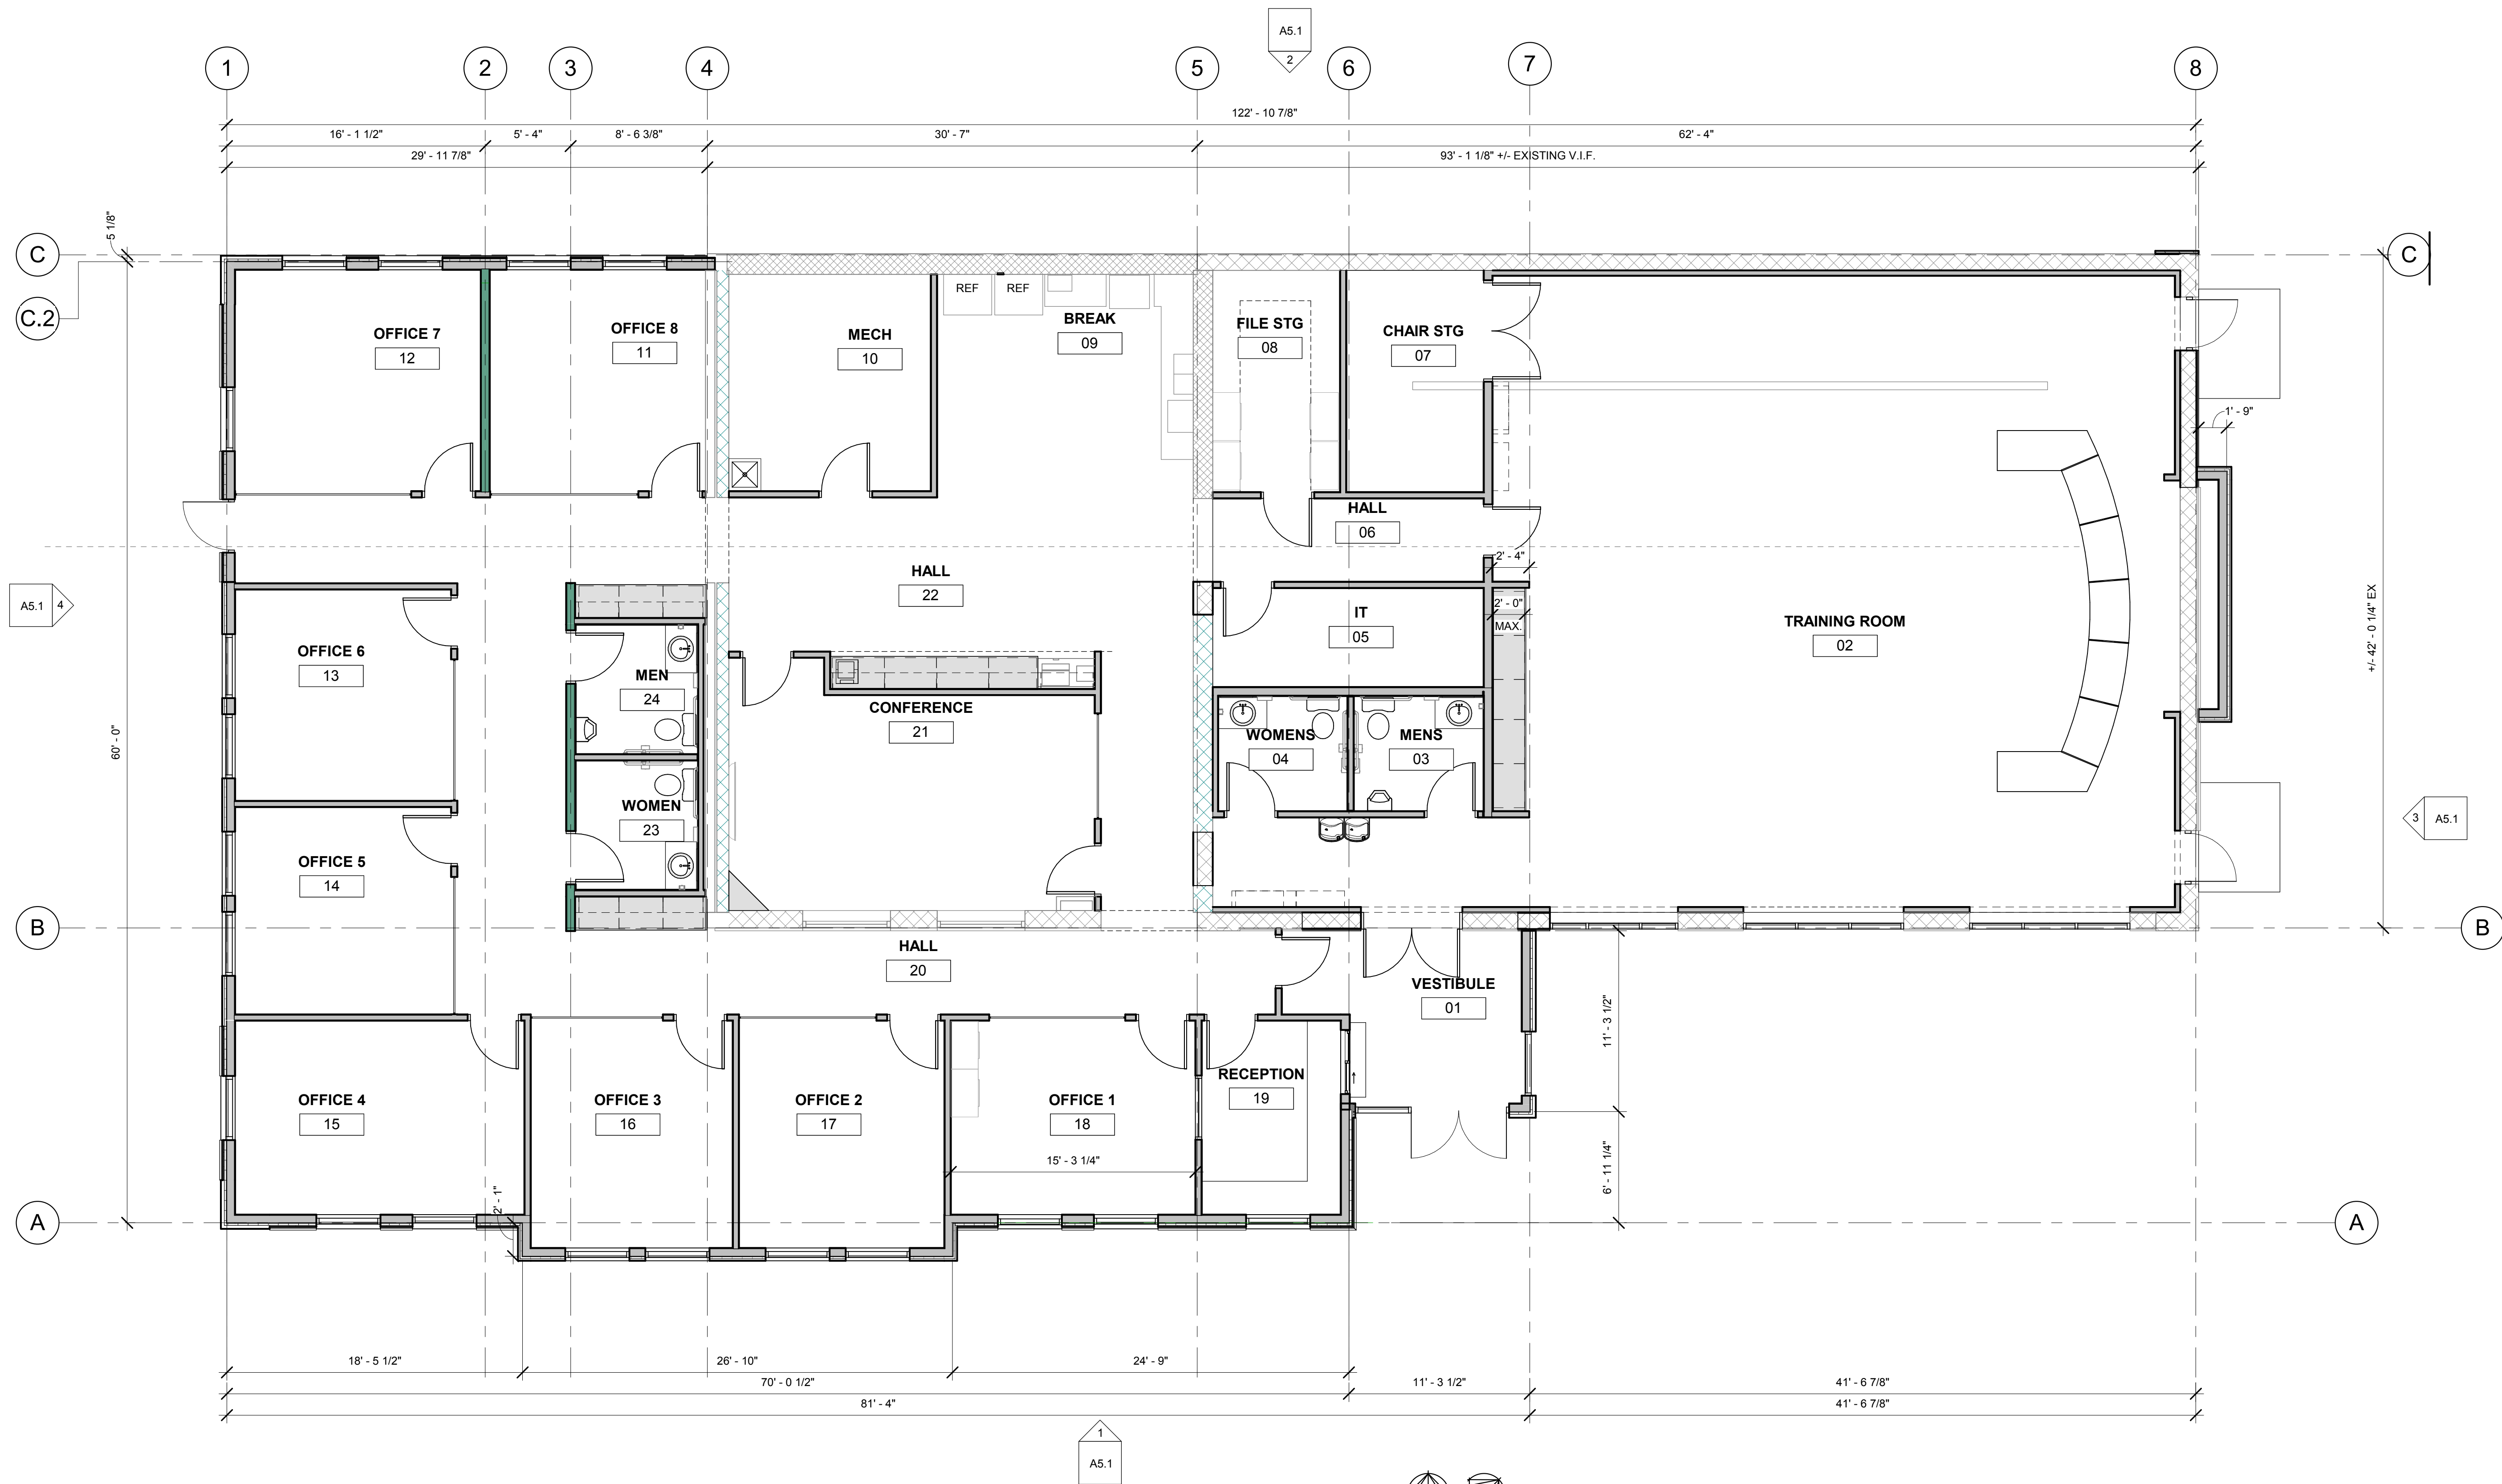 A5.1
2
1
2
3
4
5
6
7
8
122' - 10 7/8"
16' - 1 1/2"
5' - 4"
8' - 6 3/8"
30' - 7"
62' - 4"
29' - 11 7/8"
93' - 1 1/8" +/- EXISTING V.I.F.
5 1/8"
C
C
C.2
REF
REF
OFFICE 7
12
OFFICE 8
11
MECH
10
BREAK
09
FILE STG
08
CHAIR STG
07
1' - 9"
HALL
06
2' - 4"
A5.1
4
HALL
22
IT
05
2' - 0"
MAX.
TRAINING ROOM
02
+/- 42' - 0 1/4" EX
OFFICE 6
13
MEN
24
CONFERENCE
21
WOMENS
04
MENS
03
60' - 0"
WOMEN
23
3
A5.1
OFFICE 5
14
B
B
HALL
20
VESTIBULE
01
11' - 3 1/2"
OFFICE 4
15
OFFICE 3
16
OFFICE 2
17
OFFICE 1
18
RECEPTION
19
15' - 3 1/4"
6' - 11 1/4"
2' - 1"
A
A
18' - 5 1/2"
26' - 10"
24' - 9"
70' - 0 1/2"
11' - 3 1/2"
41' - 6 7/8"
81' - 4"
41' - 6 7/8"
1
A5.1